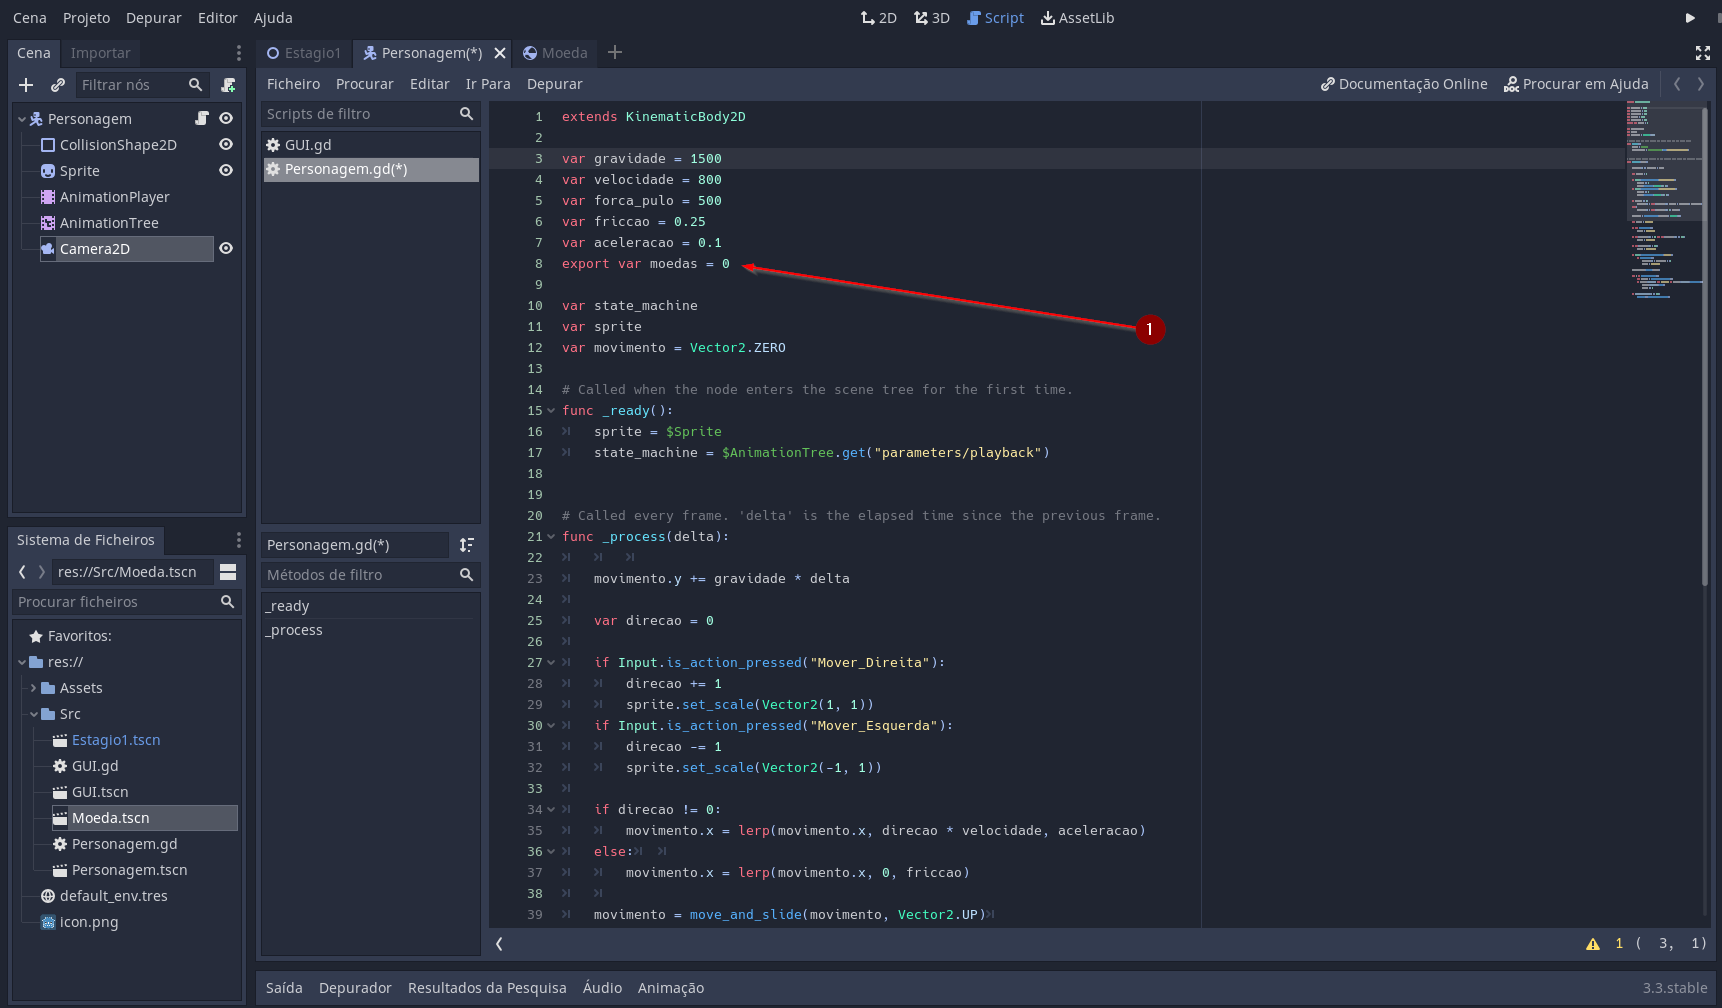 Cena Projeto Depurar Editor Ajuda 2D 3D Script AssetLib
Cena Importar
Filtrar nós
Personagem
CollisionShape2D
Sprite
AnimationPlayer
AnimationTree
Camera2D
Sistema de Ficheiros
res://Src/Moeda.tscn
Procurar ficheiros
Favoritos:
res://
Assets
Src
Estagio1.tscn
GUI.gd
GUI.tscn
Moeda.tscn
Personagem.gd
Personagem.tscn
default_env.tres
icon.png
Estagio1 Personagem(*) Moeda
Ficheiro Procurar Editar Ir Para Depurar Documentação Online Procurar em Ajuda
Scripts de filtro
GUI.gd
Personagem.gd(*)
Personagem.gd(*)
Métodos de filtro
_ready
_process
1 extends KinematicBody2D
2
3 var gravidade = 1500
4 var velocidade = 800
5 var forca_pulo = 500
6 var friccao = 0.25
7 var aceleracao = 0.1
8 export var moedas = 0
9
10 var state_machine
11 var sprite
12 var movimento = Vector2.ZERO
13
14 # Called when the node enters the scene tree for the first time.
15 func _ready():
16 sprite = $Sprite
17 state_machine = $AnimationTree.get("parameters/playback")
18
19
20 # Called every frame. 'delta' is the elapsed time since the previous frame.
21 func _process(delta):
22
23 movimento.y += gravidade * delta
24
25 var direcao = 0
26
27 if Input.is_action_pressed("Mover_Direita"):
28 direcao += 1
29 sprite.set_scale(Vector2(1, 1))
30 if Input.is_action_pressed("Mover_Esquerda"):
31 direcao -= 1
32 sprite.set_scale(Vector2(-1, 1))
33
34 if direcao != 0:
35 movimento.x = lerp(movimento.x, direcao * velocidade, aceleracao)
36 else:
37 movimento.x = lerp(movimento.x, 0, friccao)
38
39 movimento = move_and_slide(movimento, Vector2.UP)
1
1 ( 3, 1)
Saída Depurador Resultados da Pesquisa Áudio Animação 3.3.stable